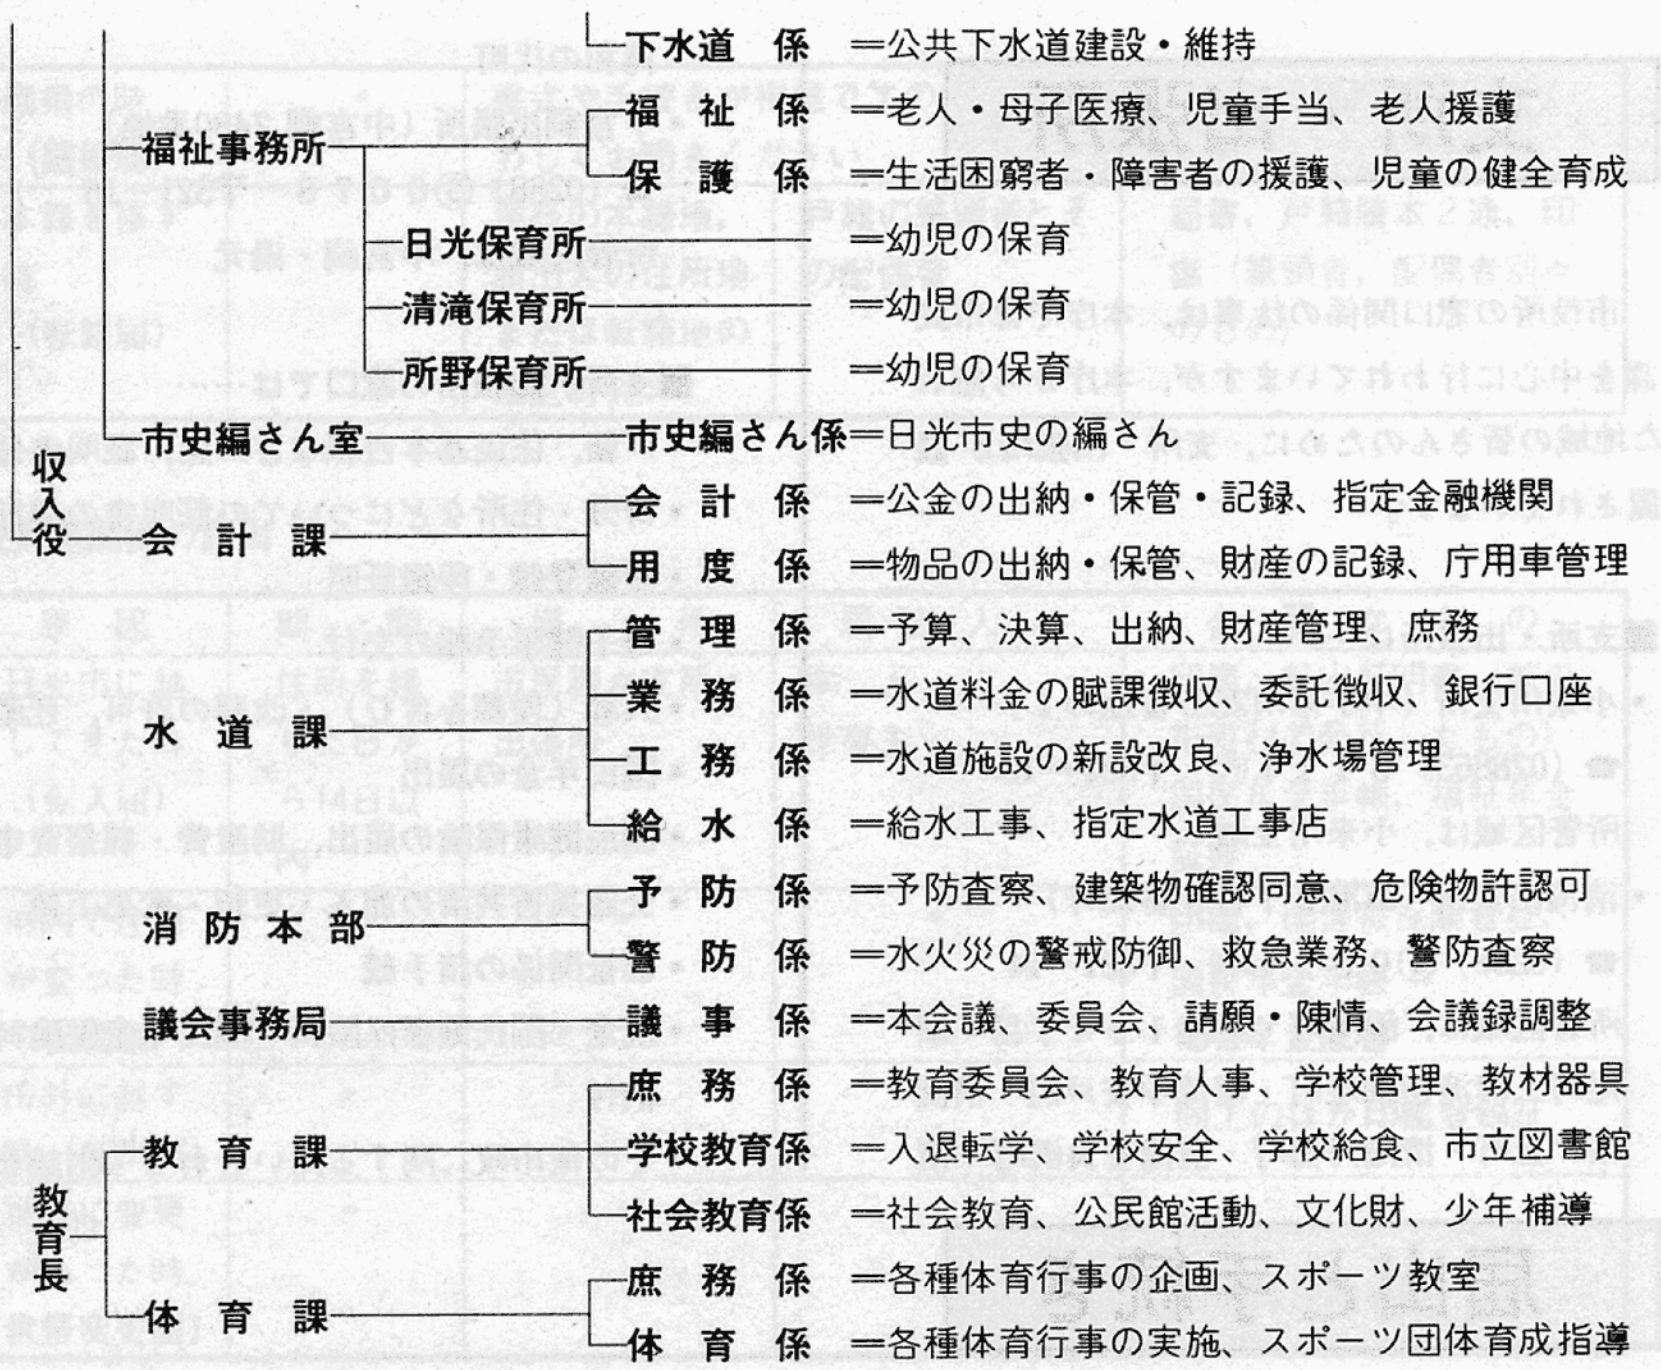 下水道係＝公共下水道建設・維持
福祉係＝老人・母子医療、児童手当、老人援護
福祉事務所
保護係＝生活困窮者・障害者の援護、児童の健全育成
日光保育所＝幼児の保育
清滝保育所＝幼児の保育
所野保育所＝幼児の保育
市史編さん室 市史編さん係＝日光市史の編さん
収入役
会計係＝公金の出納・保管・記録、指定金融機関
会計課
用度係＝物品の出納・保管、財産の記録、庁用車管理
管理係＝予算、決算、出納、財産管理、庶務
業務係＝水道料金の賦課徴収、委託徴収、銀行口座
水道課
工務係＝水道施設の新設改良、浄水場管理
給水係＝給水工事、指定水道工事店
予防係＝予防査察、建築物確認同意、危険物許認可
消防本部
警防係＝水火災の警戒防御、救急業務、警防査察
議会事務局 議事係＝本会議、委員会、請願・陳情、会議録調整
庶務係＝教育委員会、教育人事、学校管理、教材器具
教育課 学校教育係＝入退転学、学校安全、学校給食、市立図書館
教育長
社会教育係＝社会教育、公民館活動、文化財、少年補導
庶務係＝各種体育行事の企画、スポーツ教室
体育課
体育係＝各種体育行事の実施、スポーツ団体育成指導